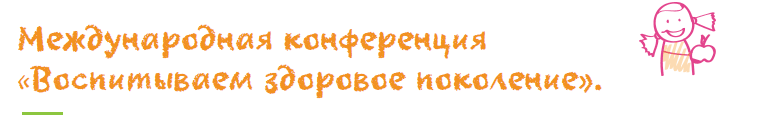 Международная конференция
«Воспитываем здоровое поколение».